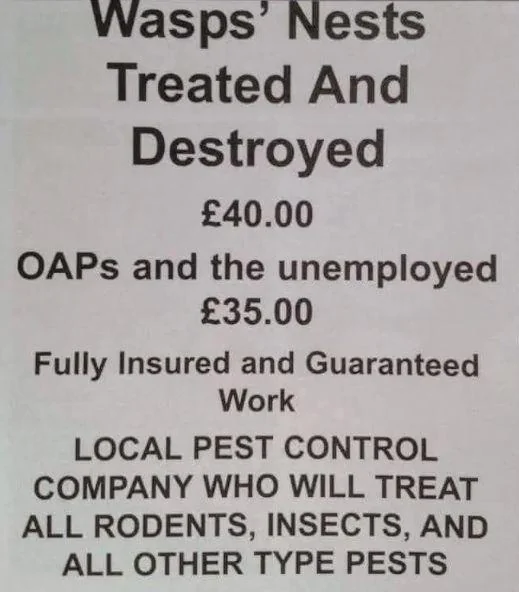 Wasps' Nests
Treated And
Destroyed
£40.00
OAPs and the unemployed
£35.00
Fully Insured and Guaranteed
Work
LOCAL PEST CONTROL
COMPANY WHO WILL TREAT
ALL RODENTS, INSECTS, AND
ALL OTHER TYPE PESTS